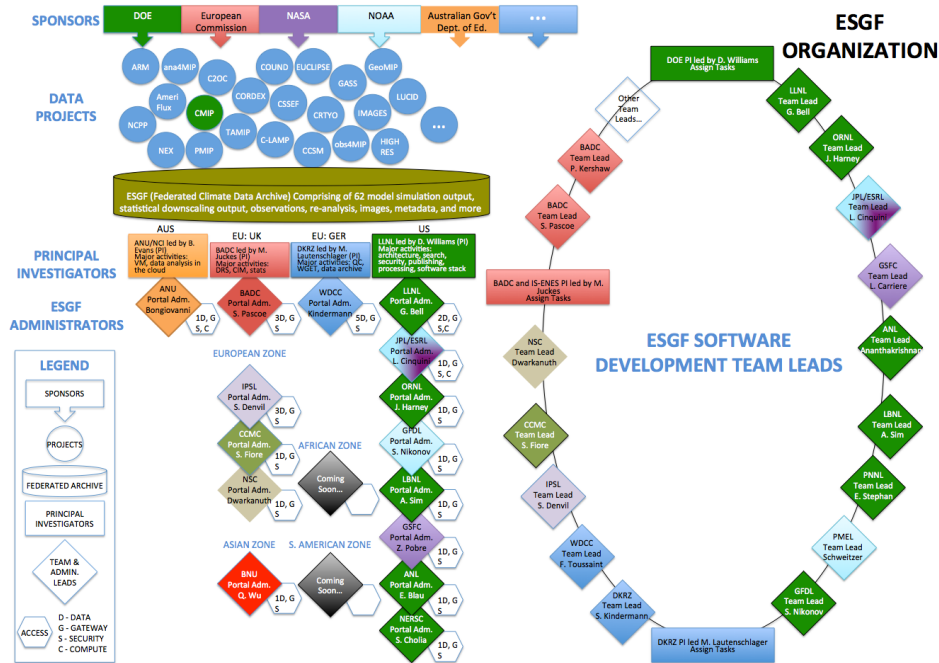 SPONSORS
DOE
European
Commission
NASA
NOAA
Australian Gov't
Dept. of Ed.
...
ESGF
ORGANIZATION
DATA
PROJECTS
ARM
ana4MIP
C2OC
COUND
EUCLIPSE
GeoMIP
GASS
Ameri
Flux
CMIP
CORDEX
CSSEF
CRTYO
IMAGES
LUCID
NCPP
TAMIP
C-LAMP
NEX
PMIP
CCSM
obs4MIP
HIGH
RES
...
ESGF (Federated Climate Data Archive) Comprising of 62 model simulation output,
statistical downscaling output, observations, re-analysis, images, metadata, and more
AUS
EU: UK
EU: GER
US
PRINCIPAL
INVESTIGATORS
ANU/NCI led by B.
Evans (PI)
Major activities:
VM, data analysis in
the cloud
BADC led by M.
Juckes (PI)
Major activities:
DRS, CIM, stats
DKRZ led by M.
Lautenschlager (PI)
Major activities: QC,
WGET, data archive
LLNL led by D. Williams (PI)
Major activities:
architecture, search,
security, publishing,
processing, software stack
ESGF
ADMINISTRATORS
ANU
Portal Adm.
Bongiovanni
1D, G
S, C
BADC
Portal Adm.
S. Pascoe
3D, G
S
WDCC
Portal Adm.
Kindermann
5D, G
S
LLNL
Portal Adm.
G. Bell
2D, G
S,C
JPL/ESRL
Portal Adm.
L. Cinquini
1D, G
S, C
EUROPEAN ZONE
IPSL
Portal Adm.
S. Denvil
3D, G
S
ORNL
Portal Adm.
J. Harney
1D, G
S
CCMC
Portal Adm.
S. Fiore
1D, G
S
AFRICAN ZONE
Coming
Soon...
GFDL
Portal Adm.
S. Nikonov
1D, G
S
NSC
Portal Adm.
Dwarkanuth
1D, G
S
LBNL
Portal Adm.
A. Sim
1D, G
S
GSFC
Portal Adm.
Z. Pobre
1D, G
S
ASIAN ZONE
BNU
Portal Adm.
Q. Wu
1D, G
S
S. AMERICAN ZONE
Coming
Soon...
ANL
Portal Adm.
E. Blau
1D, G
S
NERSC
Portal Adm.
S. Cholia
1D, G
S
LEGEND
SPONSORS
PROJECTS
FEDERATED ARCHIVE
PRINCIPAL
INVESTIGATORS
TEAM &
ADMIN.
LEADS
ACCESS
D - DATA
G - GATEWAY
S - SECURITY
C - COMPUTE
DOE PI led by D. Williams
Assign Tasks
LLNL
Team Lead
G. Bell
ORNL
Team Lead
J. Harney
JPL/ESRL
Team Lead
L. Cinquini
GSFC
Team Lead
L. Carriere
ANL
Team Lead
Ananthakrishnan
LBNL
Team Lead
A. Sim
PNNL
Team Lead
E. Stephan
PMEL
Team Lead
Schweitzer
GFDL
Team Lead
S. Nikonov
DKRZ PI led M. Lautenschlager
Assign Tasks
DKRZ
Team Lead
S. Kindermann.
WDCC
Team Lead
F. Toussaint
IPSL
Team Lead
S. Denvil
CCMC
Team Lead
S. Fiore
NSC
Team Lead
Dwarkanuth
BADC and IS-ENES PI led by M.
Juckes
Assign Tasks
BADC
Team Lead
S. Pascoe
BADC
Team Lead
P. Kershaw
Other
Team
Leads...
ESGF SOFTWARE
DEVELOPMENT TEAM LEADS